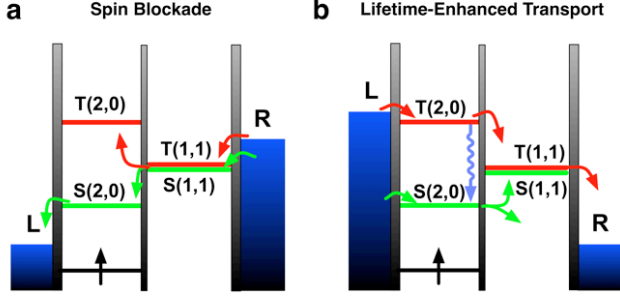 a Spin Blockade
b Lifetime-Enhanced Transport
T(2,0)
R
T(1,1)
S(1,1)
S(2,0)
L
L
T(2,0)
T(1,1)
S(1,1)
S(2,0)
R